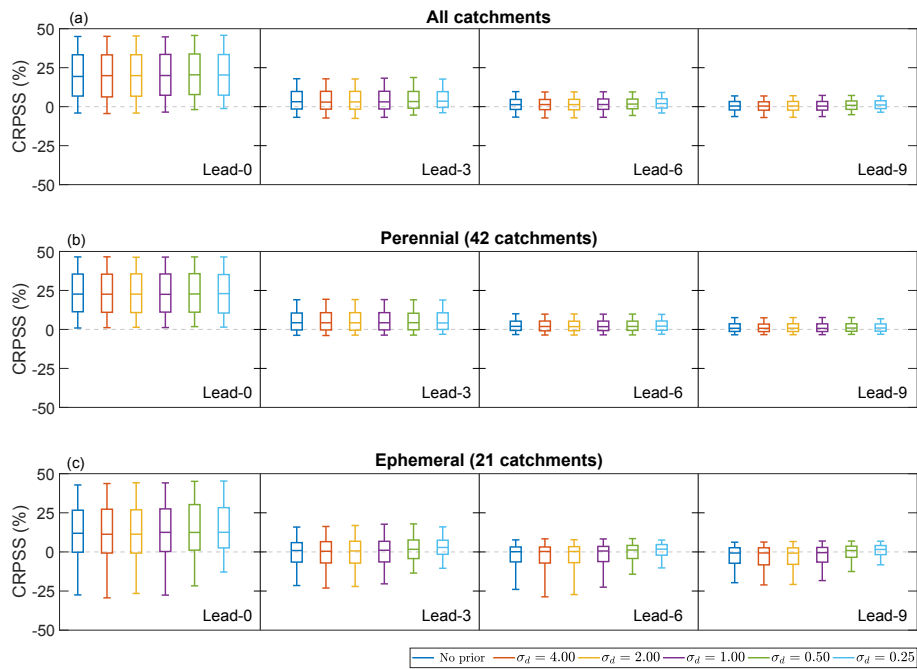 (a) All catchments
50
25
0
-25
-50
CRPSS (%)
Lead-0 Lead-3 Lead-6 Lead-9
(b) Perennial (42 catchments)
50
25
0
-25
-50
CRPSS (%)
Lead-0 Lead-3 Lead-6 Lead-9
(c) Ephemeral (21 catchments)
50
25
0
-25
-50
CRPSS (%)
Lead-0 Lead-3 Lead-6 Lead-9
No prior σd = 4.00 σd = 2.00 σd = 1.00 σd = 0.50 σd = 0.25